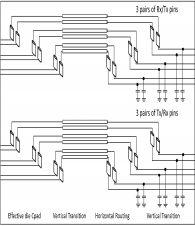 3 pairs of Rx/Tx pins
3 pairs of Tx/Rx pins
Effective die Cpad
Vertical Transition
Horizontal Routing
Vertical Transition